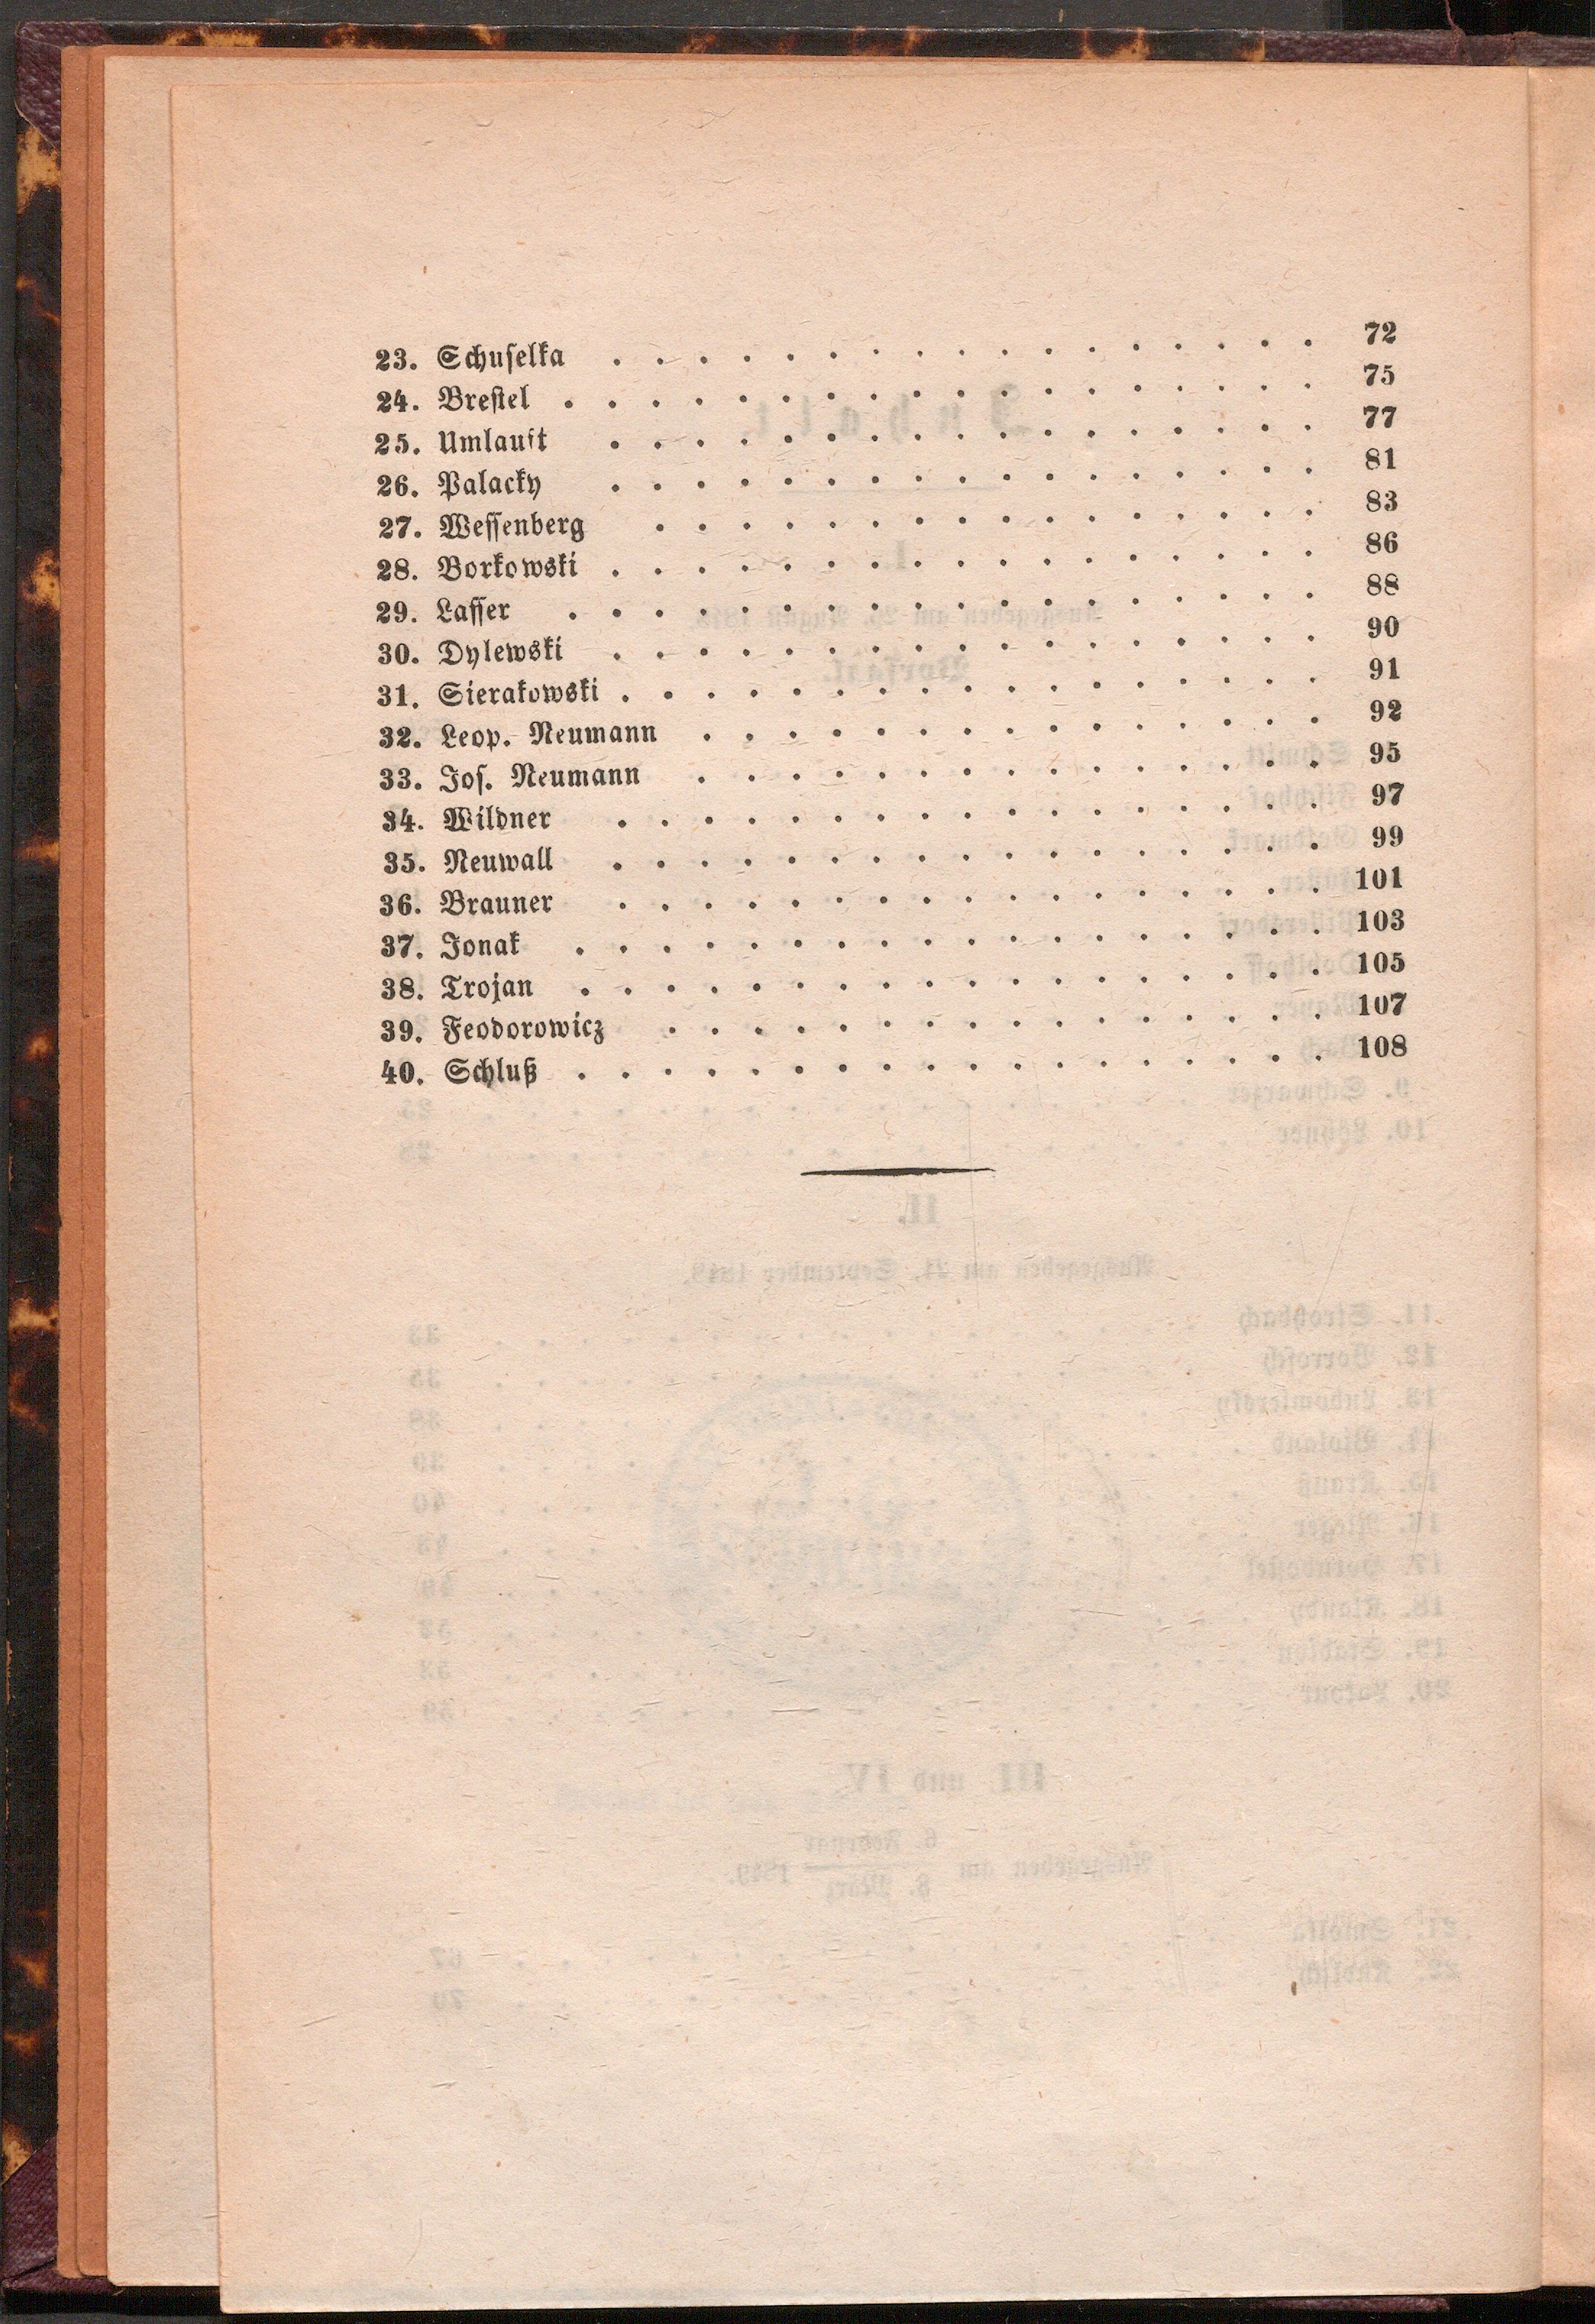 23. Schuſelka . . . . . . . . . . . . . . . . . 72
24. Breſtel . . . . . . . . . . . . . . . . . . 75
25. Umlauft . . . . . . . . . . . . . . . . . 77
26. Palacky . . . . . . . . . . . . . . . . . 81
27. Weſſenberg . . . . . . . . . . . . . . . . 83
28. Borkowski . . . . . . . . . . . . . . . . . 86
29. Laſſer . . . . . . . . . . . . . . . . . . 88
30. Dylewski . . . . . . . . . . . . . . . . . 90
31. Sierakowski . . . . . . . . . . . . . . . . . 91
32. Leop. Neumann . . . . . . . . . . . . . . . 92
33. Joſ. Neumann . . . . . . . . . . . . . . . 95
34. Wildner . . . . . . . . . . . . . . . . . 97
35. Neuwall . . . . . . . . . . . . . . . . . 99
36. Brauner . . . . . . . . . . . . . . . . . 101
37. Jonak . . . . . . . . . . . . . . . . . . 103
38. Trojan . . . . . . . . . . . . . . . . . . 105
39. Feodorowicz . . . . . . . . . . . . . . . . 107
40. Schluß . . . . . . . . . . . . . . . . . . 108